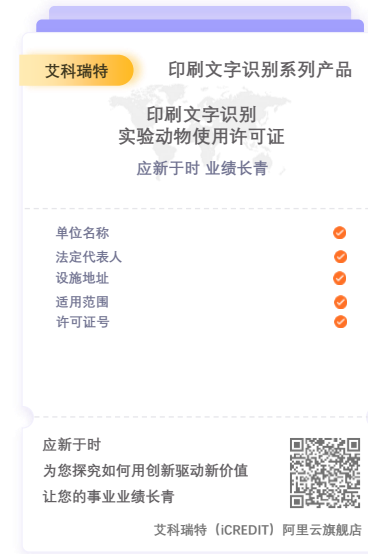 艾科瑞特
印刷文字识别系列产品
印刷文字识别
实验动物使用许可证
应新于时 业绩长青
单位名称
法定代表人
设施地址
适用范围
许可证号
应新于时
为您探究如何用创新驱动新价值
让您的事业业绩长青
艾科瑞特（iCREDIT）阿里云旗舰店